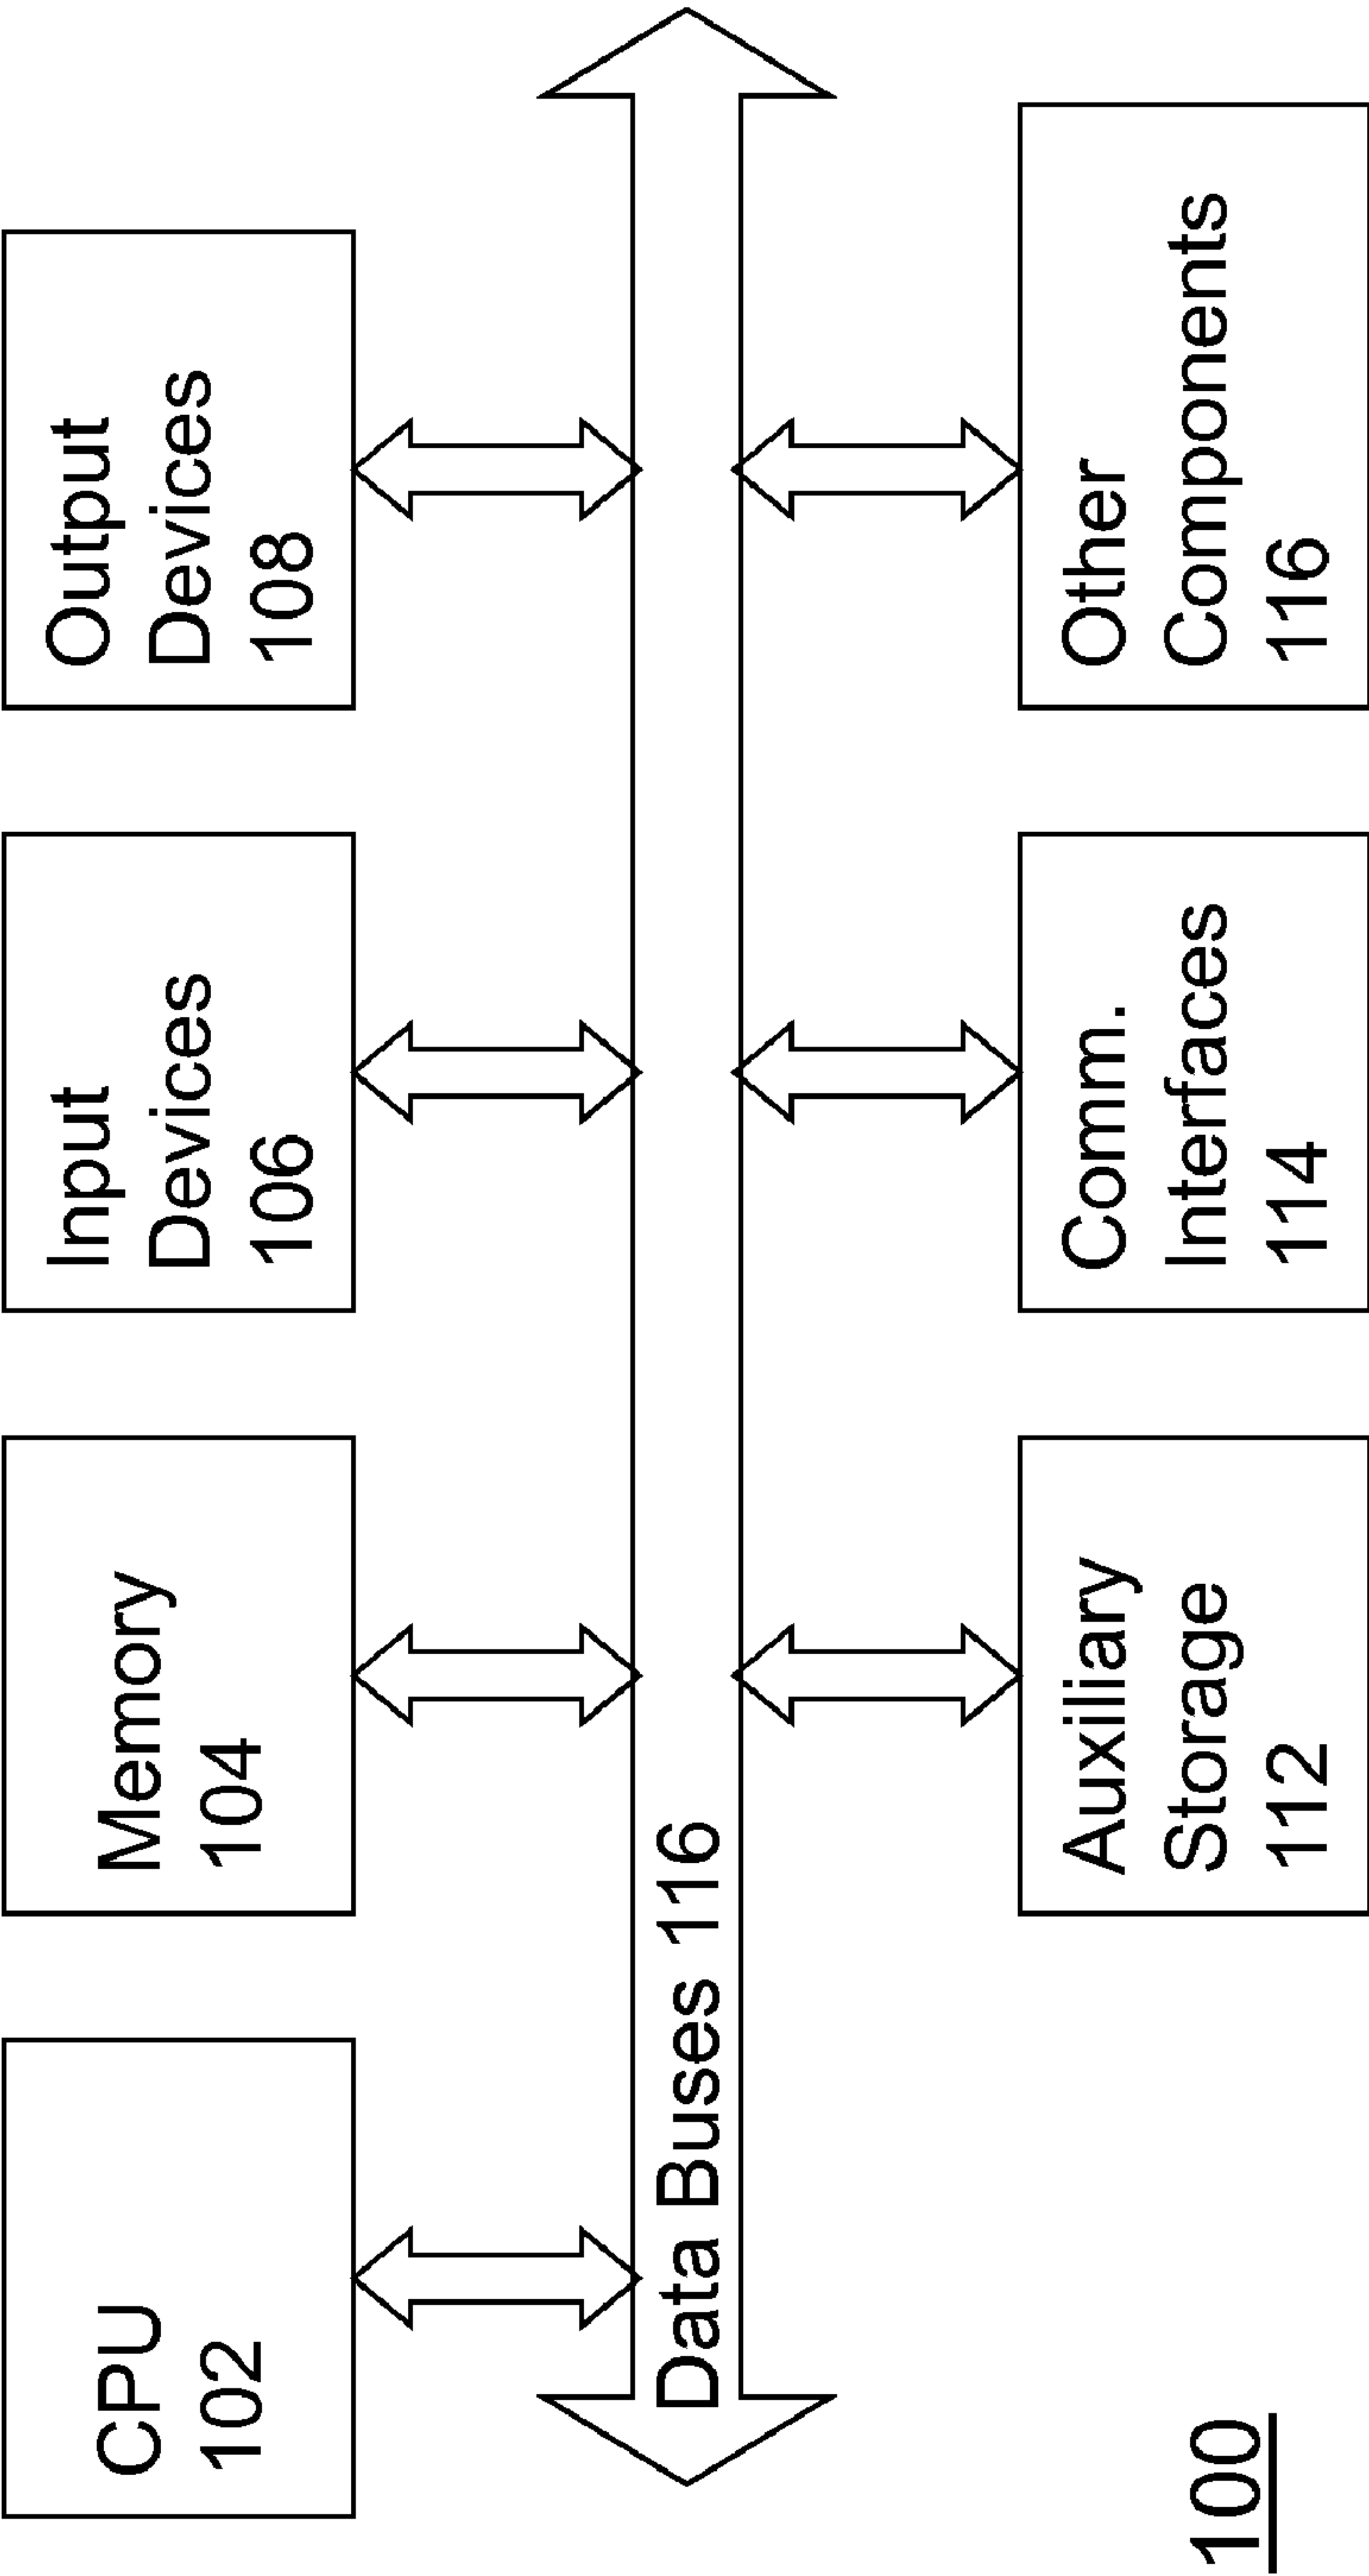 CPU
102
Memory
104
Input
Devices
106
Output
Devices
108
Data Buses 116
Auxiliary
Storage
112
Comm.
Interfaces
114
Other
Components
116
100